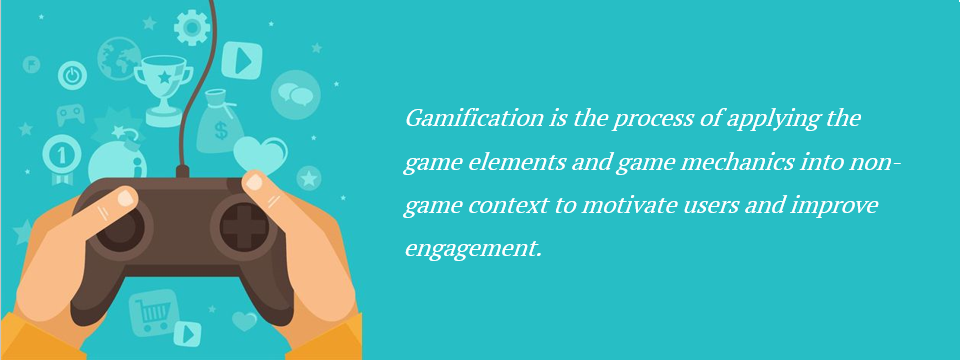 Gamification is the process of applying the
game elements and game mechanics into non-
game context to motivate users and improve
engagement.
1
$